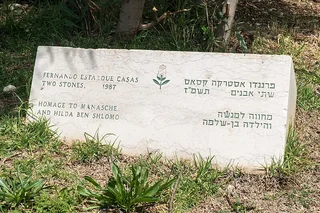 FERNANDO ESTARQUE CASAS
TWO STONES, 1987
HOMAGE TO MANASCHE
AND HILDA BEN SHLOMO
פרננדו אסטרקה קסאס
שתי אבנים תשמ"ז
מחווה למנשה
והילדה בן-שלמה